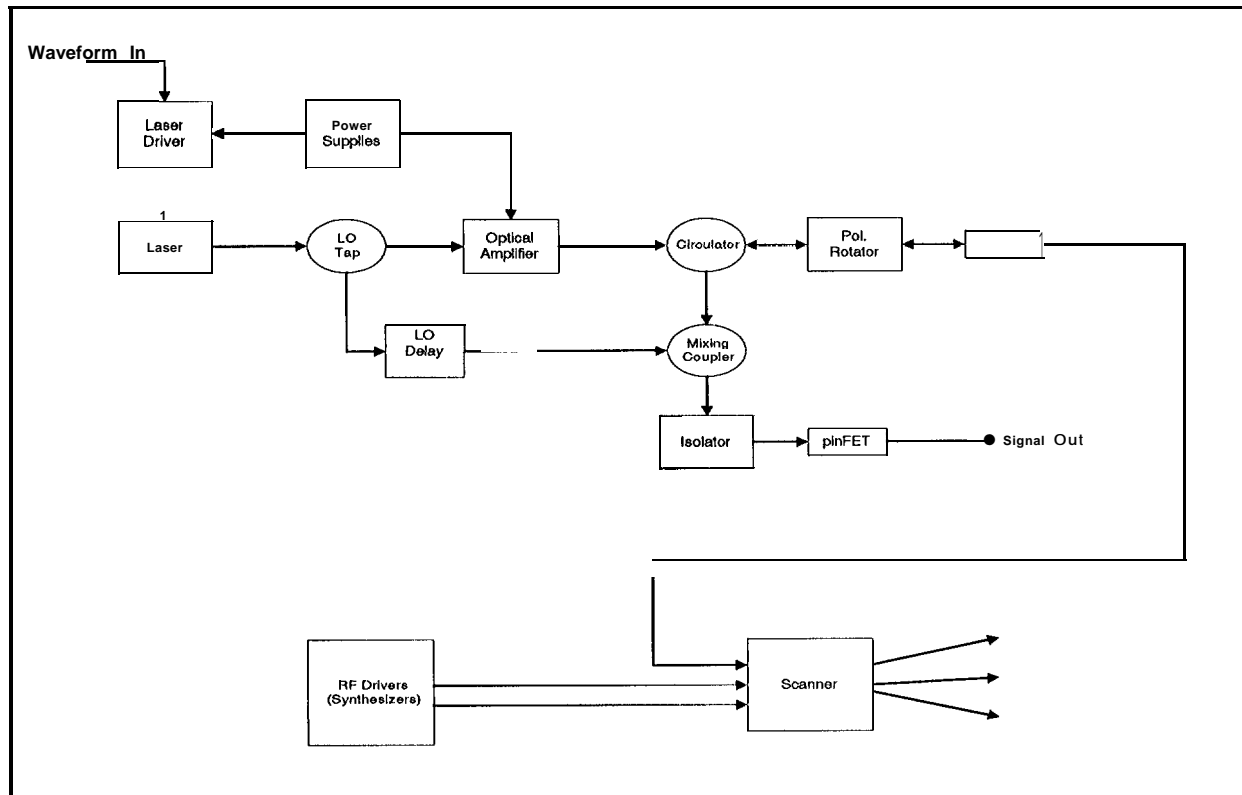 Waveform In
Laser
Driver
Power
Supplies
1
Laser
LO
Tap
Optical
Amplifier
Circulator
Pol.
Rotator
LO
Delay
Mixing
Coupler
Isolator
pinFET
Signal Out
RF Drivers
(Synthesizers)
Scanner